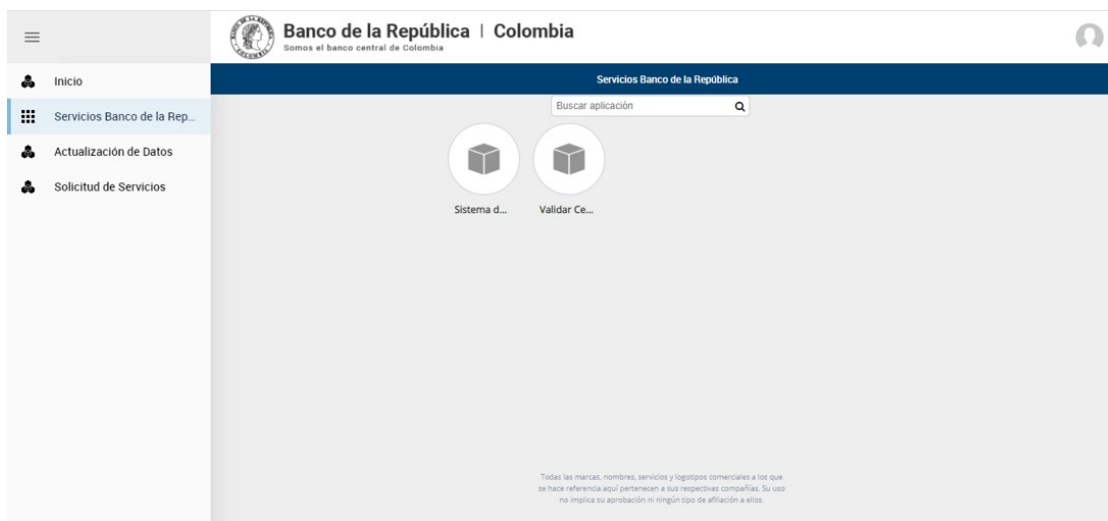 Banco de la República | Colombia
Somos el banco central de Colombia
Inicio
Servicios Banco de la Rep...
Actualización de Datos
Solicitud de Servicios
Servicios Banco de la República
Buscar aplicación
Sistema d...
Validar Ce...
Todas las marcas, nombres, servicios y logotipos comerciales a los que
se hace referencia aquí pertenecen a sus respectivas compañías. Su uso
no implica su aprobación ni ningún tipo de afiliación a ellos.